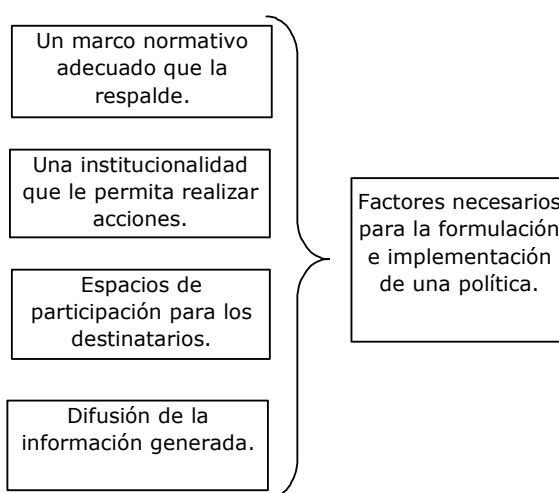 Un marco normativo
adecuado que la
respalde.
Una institucionalidad
que le permita realizar
acciones.
Espacios de
participación para los
destinatarios.
Difusión de la
información generada.
Factores necesarios
para la formulación
e implementación
de una política.